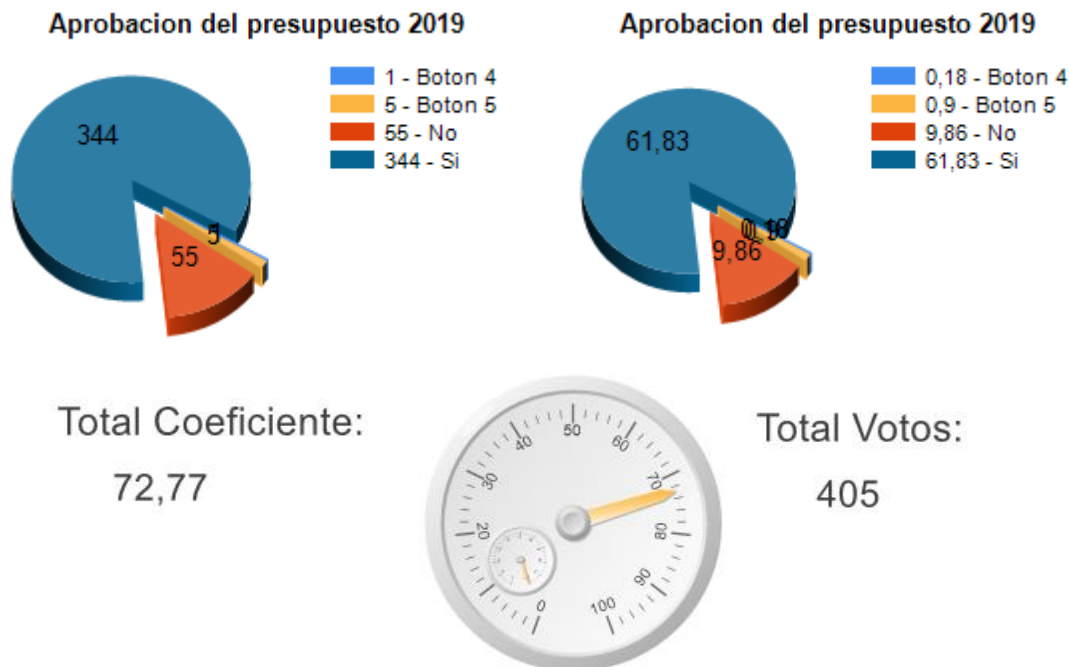 Aprobacion del presupuesto 2019
344
55
5
1 - Boton 4
5 - Boton 5
55 - No
344 - Si
Aprobacion del presupuesto 2019
61,83
9,86
0,18 - Boton 4
0,9 - Boton 5
9,86 - No
61,83 - Si
Total Coeficiente:
72,77
0
20
30
40
50
60
70
80
90
100
Total Votos:
405